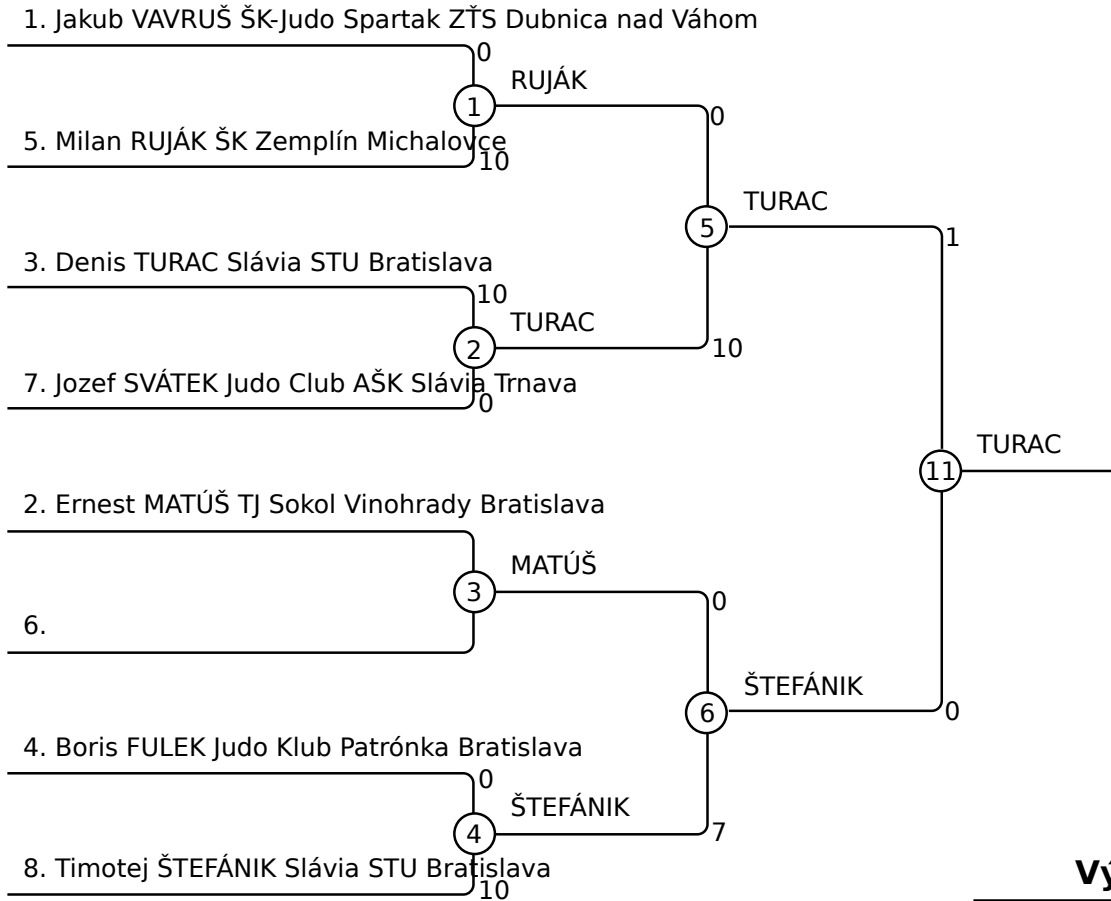 1. Jakub VAVRUŠ ŠK-Judo Spartak ZŤS Dubnica nad Váhom
0
1
RUJÁK
0
5. Milan RUJÁK ŠK Zemplín Michalovce
10
5
TURAC
1
3. Denis TURAC Slávia STU Bratislava
10
2
TURAC
10
7. Jozef SVÁTEK Judo Club AŠK Slávia Trnava
0
11
TURAC
2. Ernest MATÚŠ TJ Sokol Vinohrady Bratislava
3
MATÚŠ
0
6.
6
ŠTEFÁNIK
0
4. Boris FULEK Judo Klub Patrónka Bratislava
0
4
ŠTEFÁNIK
7
8. Timotej ŠTEFÁNIK Slávia STU Bratislava
10